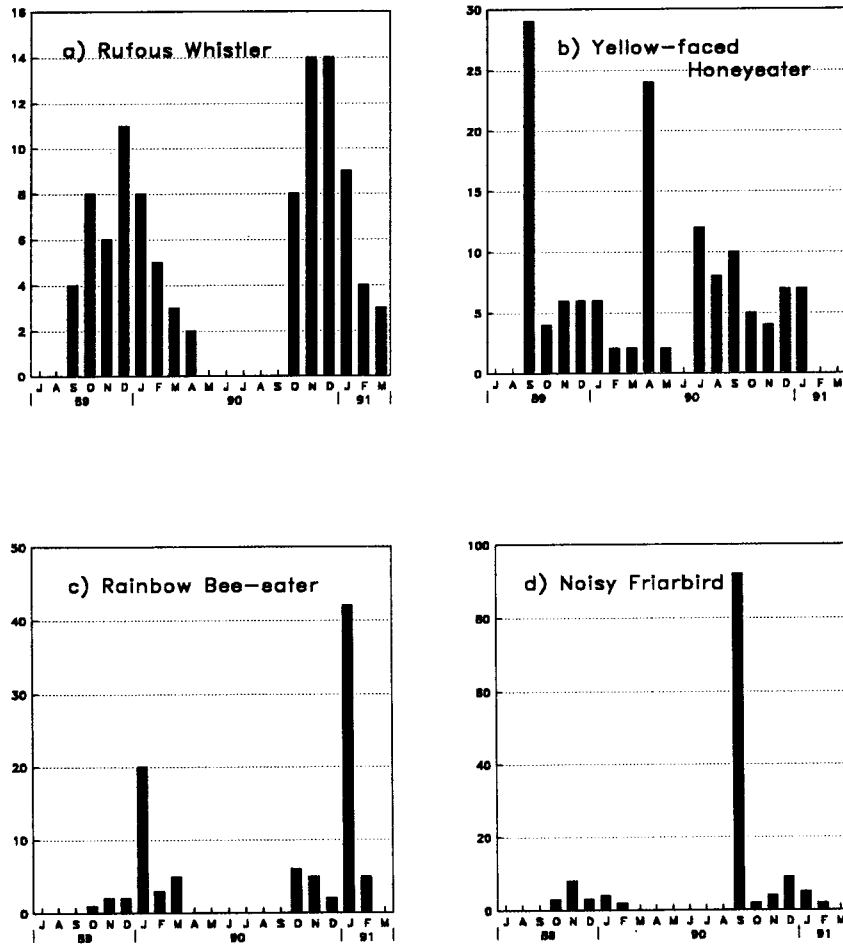 a) Rufous Whistler
16
14
12
10
8
6
4
2
0
J A S O N D J F M A M J J A S O N D J F M
89 90 91
b) Yellow-faced
Honeyeater
30
25
20
15
10
5
0
J A S O N D J F M A M J J A S O N D J F M
89 90 91
c) Rainbow Bee-eater
50
40
30
20
10
0
J A S O N D J F M A M J J A S O N D J F M
89 90 91
d) Noisy Friarbird
100
80
60
40
20
0
J A S O N D J F M A M J J A S O N D J F M
89 90 91